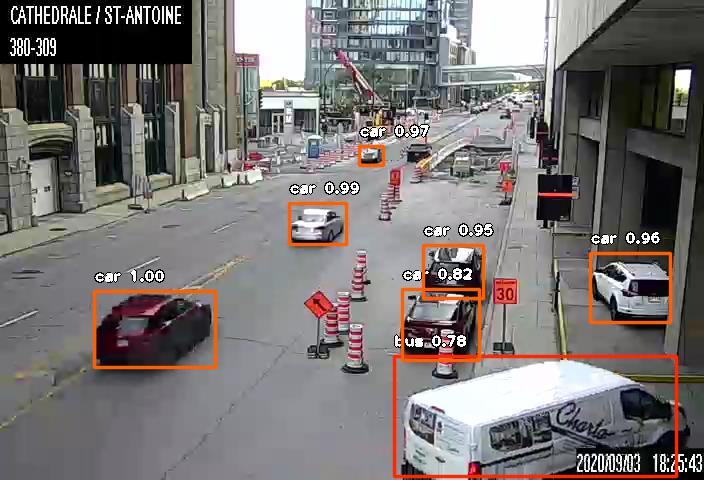 CATHEDRALE / ST-ANTOINE
380-309
car 0.97
car 0.99
car 0.95
car 0.96
car 1.00
car 0.82
30
bus 0.78
Charto
2020/09/03 18:25:43